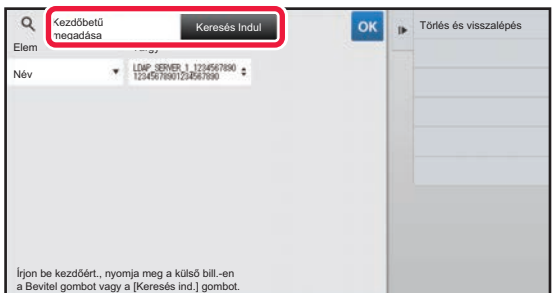 Kezdőbetű
megadása
Keresés Indul
OK
Törlés és visszalépés
Elem
Név
LDAP_SERVER_1_1234567890
12345678901234567890
Írjon be kezdőért., nyomja meg a külső bill.-en
a Bevitel gombot vagy a [Keresés ind.] gombot.